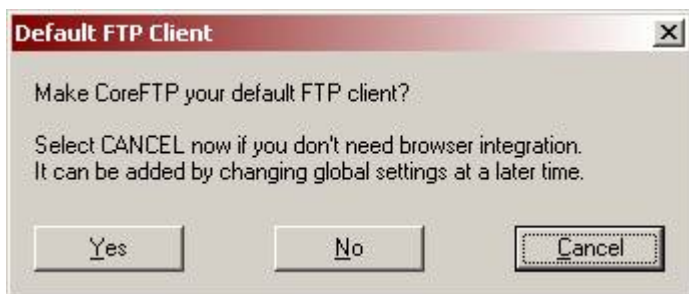 Default FTP Client
Make CoreFTP your default FTP client?
Select CANCEL now if you don't need browser integration.
It can be added by changing global settings at a later time.
Yes No Cancel